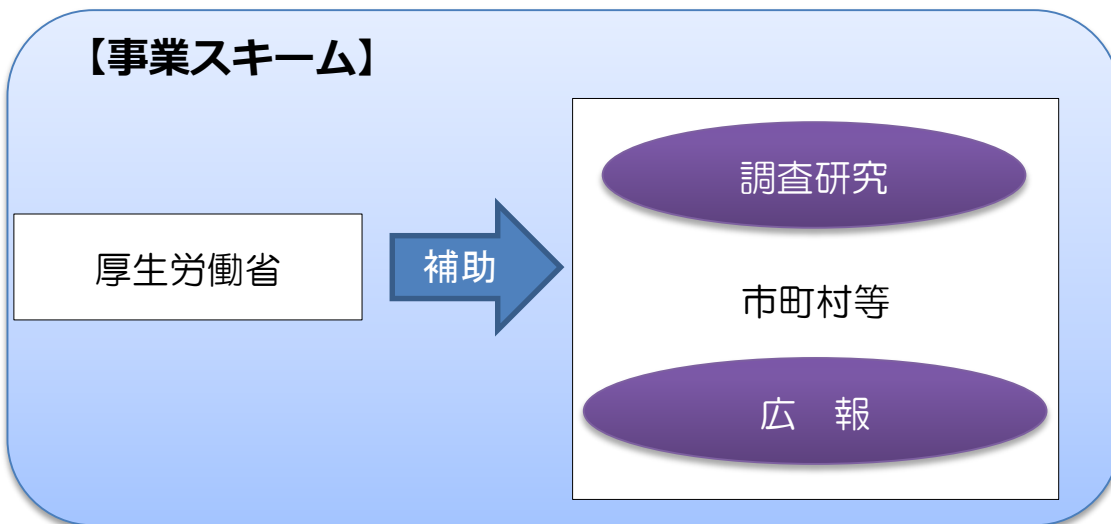 【事業スキーム】
厚生労働省
補助
調査研究
市町村等
広　報